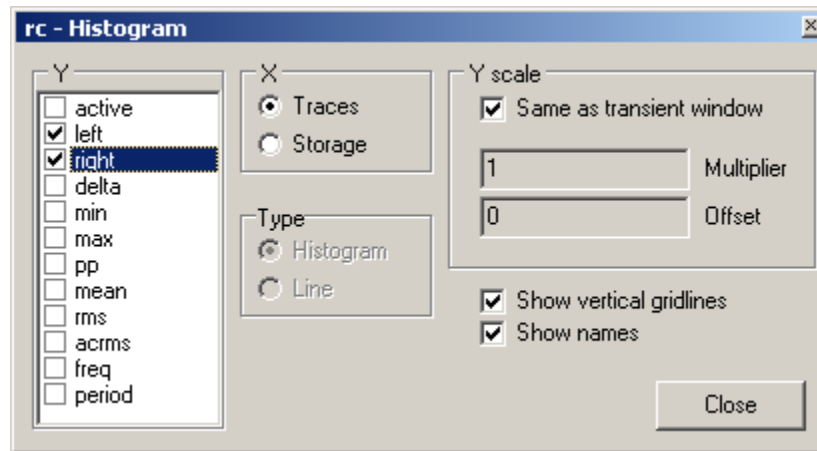 rc - Histogram
Y
active
left
right
delta
min
max
pp
mean
rms
acrms
freq
period
X
Traces
Storage
Type
Histogram
Line
Y scale
Same as transient window
1 Multiplier
0 Offset
Show vertical gridlines
Show names
Close